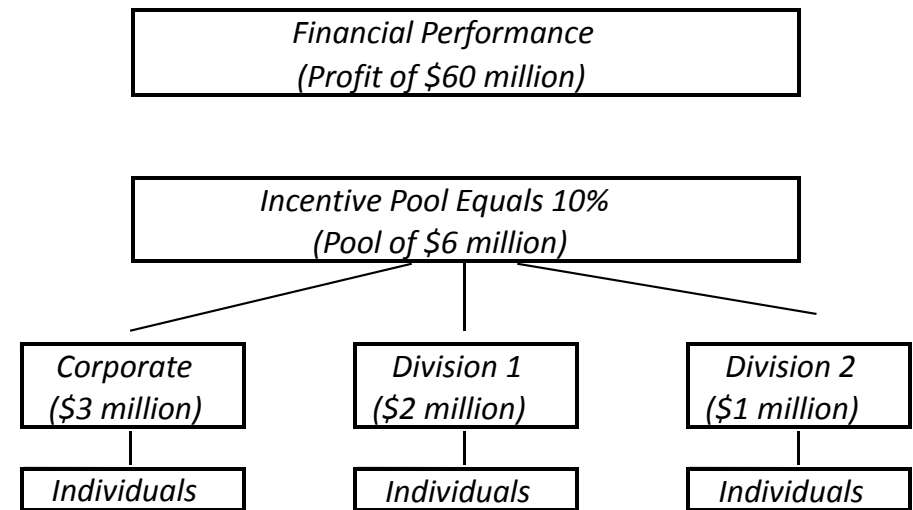 Financial Performance
(Profit of $60 million)
Incentive Pool Equals 10%
(Pool of $6 million)
Corporate
($3 million)
Division 1
($2 million)
Division 2
($1 million)
Individuals
Individuals
Individuals